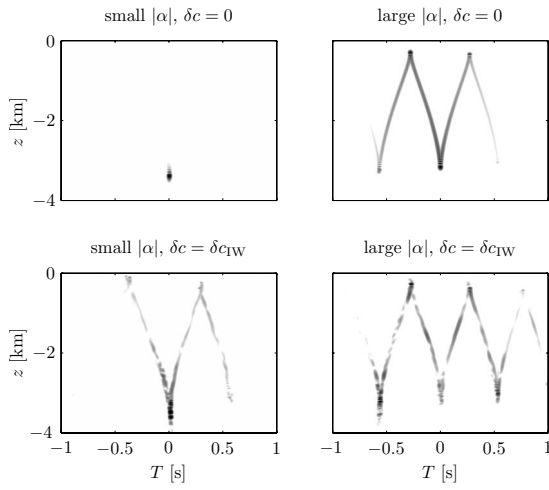 small |α|, δc = 0
large |α|, δc = 0
0
−2
−4
z [km]
small |α|, δc = δc_IW
large |α|, δc = δc_IW
0
−2
−4
z [km]
−1 −0.5 0 0.5 1
−1 −0.5 0 0.5 1
T [s]
T [s]